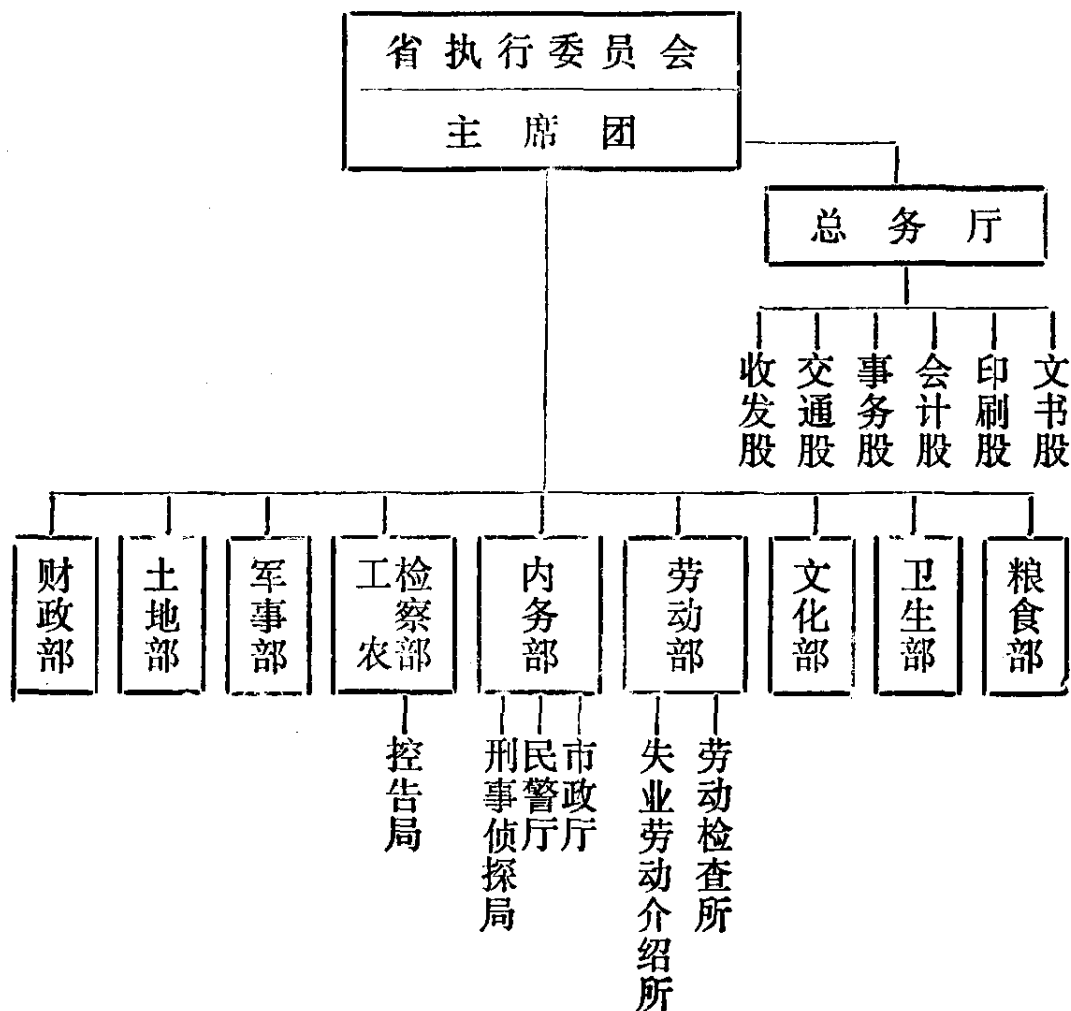 省执行委员会
主席团
总务厅
收发股
交通股
事务股
会计股
印刷股
文书股
财政部
土地部
军事部
工农检察部
内务部
劳动部
文化部
卫生部
粮食部
控告局
刑事侦探局
民警厅
市政厅
失业劳动介绍所
劳动检查所